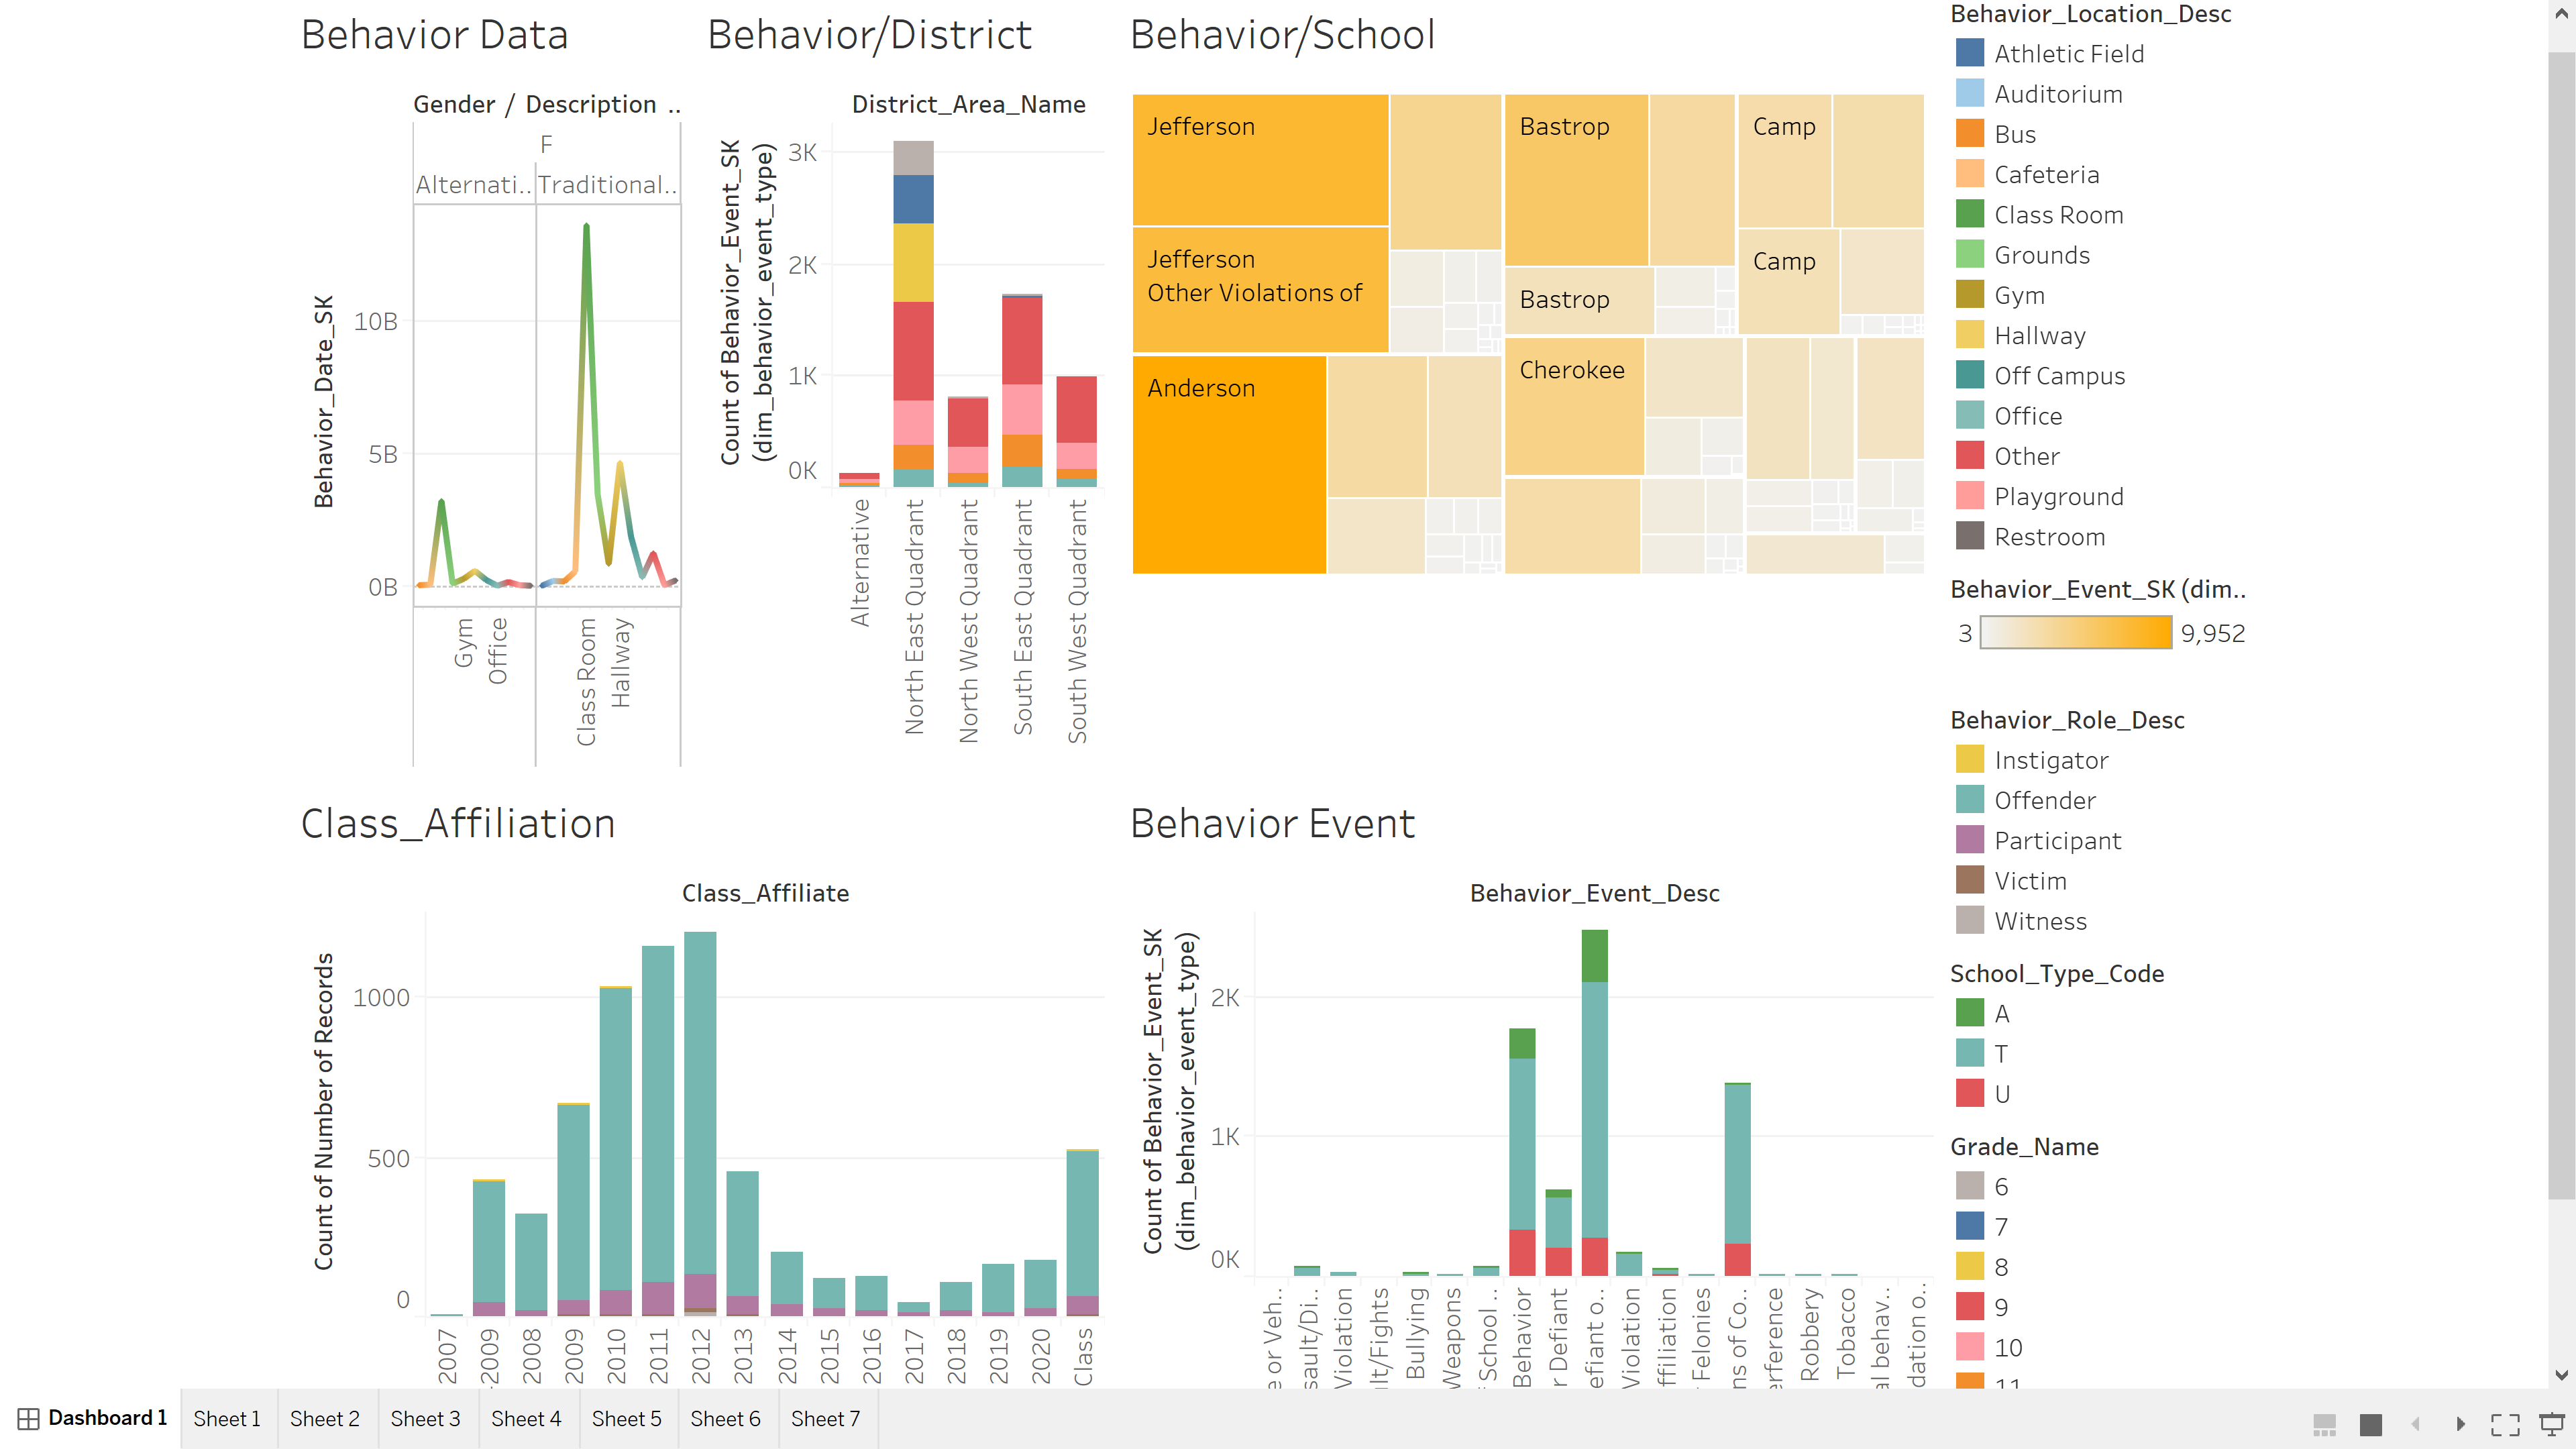 Behavior Data
Gender / Description ..
F
Alternati..
Traditional..
Behavior_Date_SK
10B
5B
0B
Gym
Office
Class Room
Hallway
Behavior/District
District_Area_Name
Count of Behavior_Event_SK
(dim_behavior_event_type)
3K
2K
1K
0K
Alternative
North East Quadrant
North West Quadrant
South East Quadrant
South West Quadrant
Behavior/School
Jefferson
Jefferson
Other Violations of
Anderson
Bastrop
Bastrop
Cherokee
Camp
Camp
Behavior_Location_Desc
Athletic Field
Auditorium
Bus
Cafeteria
Class Room
Grounds
Gym
Hallway
Off Campus
Office
Other
Playground
Restroom
Behavior_Event_SK (dim..
3
9,952
Behavior_Role_Desc
Instigator
Offender
Participant
Victim
Witness
School_Type_Code
A
T
U
Grade_Name
6
7
8
9
10
11
Class_Affiliation
Class_Affiliate
Count of Number of Records
1000
500
0
2007
-2009
2008
2009
2010
2011
2012
2013
2014
2015
2016
2017
2018
2019
2020
Class
Behavior Event
Behavior_Event_Desc
Count of Behavior_Event_SK
(dim_behavior_event_type)
2K
1K
0K
e or Veh..
sault/Di..
Violation
lt/Fights
Bullying
Weapons
School ..
Behavior
r Defiant
efiant o..
Violation
ffiliation
r Felonies
ns of Co..
erference
Robbery
Tobacco
al behav..
dation o..
Dashboard 1
Sheet 1
Sheet 2
Sheet 3
Sheet 4
Sheet 5
Sheet 6
Sheet 7